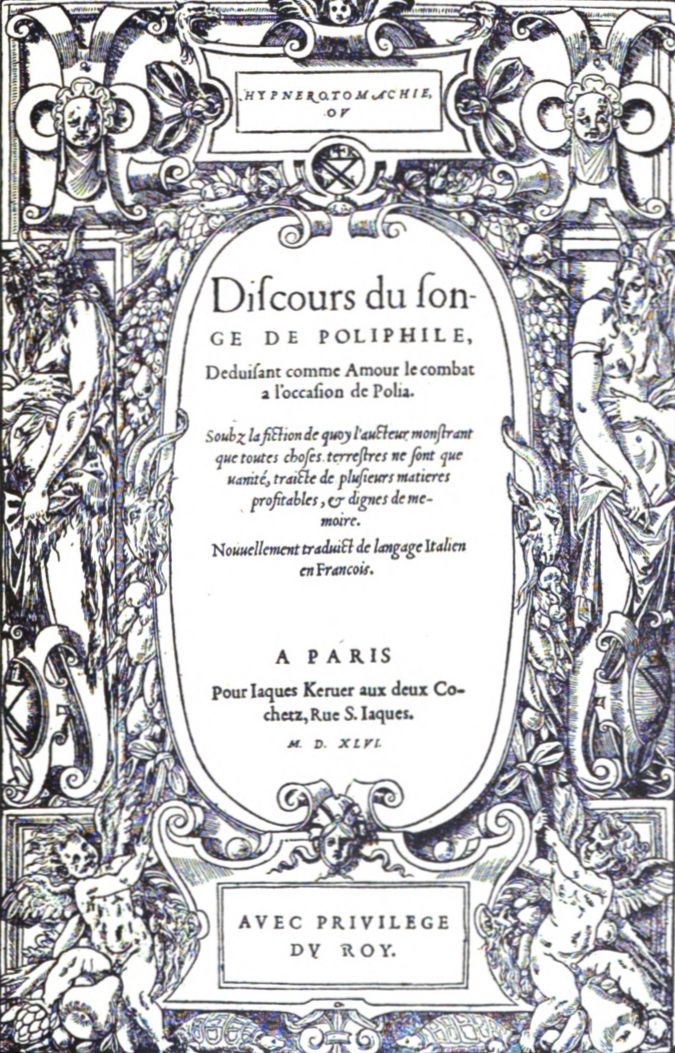 HYPNEROTOMACHIE,
OV
Diſcours du ſon-
GE DE POLIPHILE,
Deduiſant comme Amour le combat
a l'occaſion de Polia.
Soubz la fiction de quoy l'aucteur monſtrant
que toutes choſes terreſtres ne ſont que
uanité, traicte de pluſieurs matieres
profitables, & dignes de me-
moire.
Nouuellement traduict de langage Italien
en Francois.
A PARIS
Pour Iaques Keruer aux deux Co-
chetz, Rue S. Iaques.
M. D. XLVI.
AVEC PRIVILEGE
DV ROY.